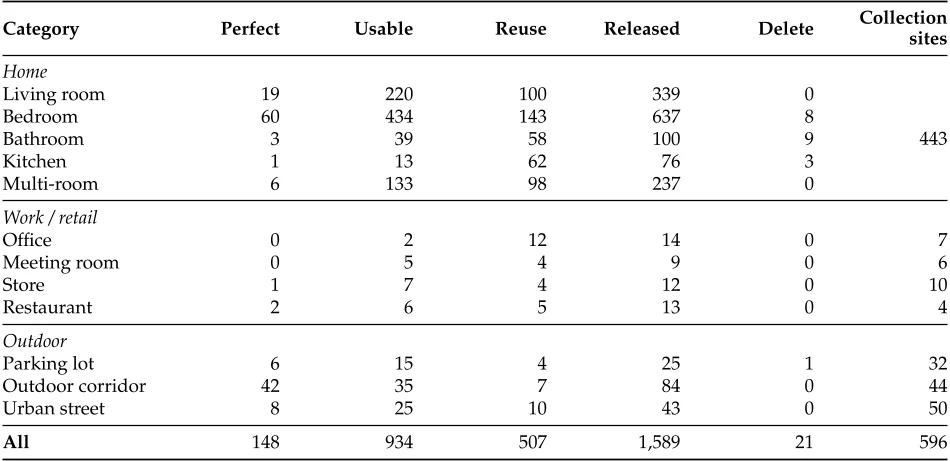 Category Perfect Usable Reuse Released Delete Collection sites
Home
Living room 19 220 100 339 0
Bedroom 60 434 143 637 8
Bathroom 3 39 58 100 9 443
Kitchen 1 13 62 76 3
Multi-room 6 133 98 237 0
Work / retail
Office 0 2 12 14 0 7
Meeting room 0 5 4 9 0 6
Store 1 7 4 12 0 10
Restaurant 2 6 5 13 0 4
Outdoor
Parking lot 6 15 4 25 1 32
Outdoor corridor 42 35 7 84 0 44
Urban street 8 25 10 43 0 50
All 148 934 507 1,589 21 596